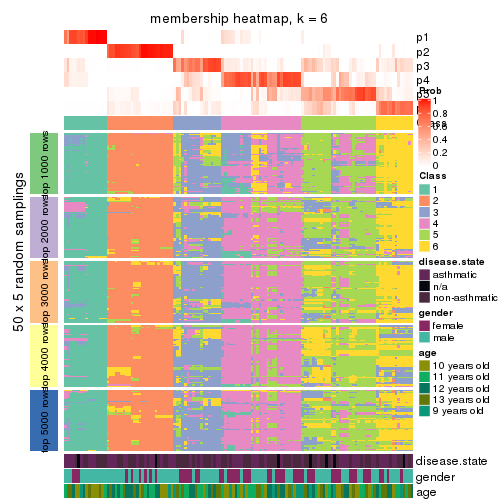 membership heatmap, k = 6
p1
p2
p3
p4
p5
Prob
1
0.8
0.6
0.4
0.2
0
Class
1
2
3
4
5
6
disease.state
asthmatic
n/a
non-asthmatic
gender
female
male
age
10 years old
11 years old
12 years old
13 years old
9 years old
50 x 5 random samplings
top 1000 rows
top 2000 rows
top 3000 rows
top 4000 rows
top 5000 rows
disease.state
gender
age